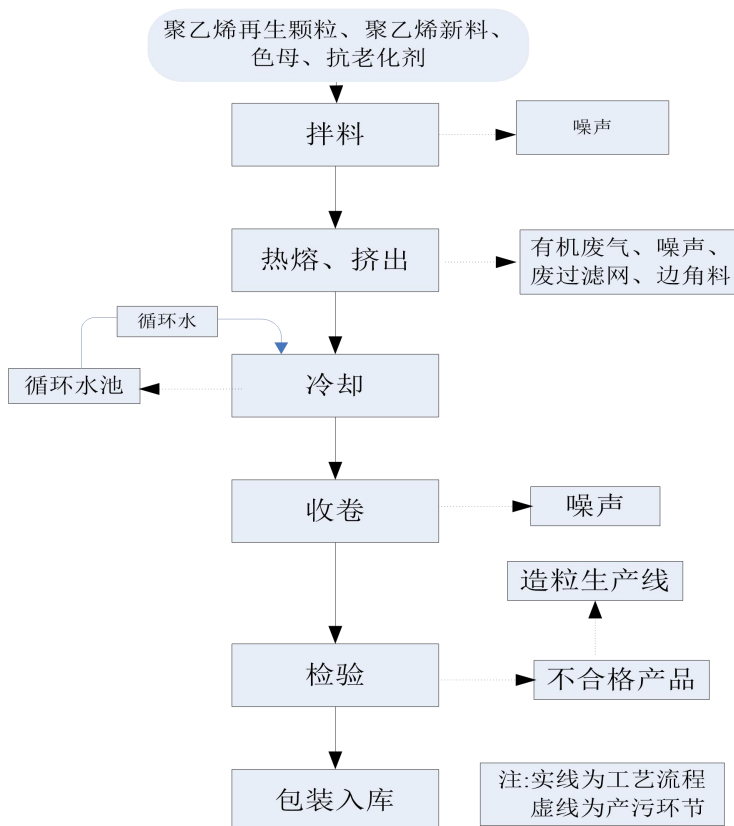 聚乙烯再生颗粒、聚乙烯新料、
色母、抗老化剂
拌料
噪声
热熔、挤出
有机废气、噪声、
废过滤网、边角料
循环水
循环水池
冷却
收卷
噪声
造粒生产线
检验
不合格产品
包装入库
注:实线为工艺流程
虚线为产污环节